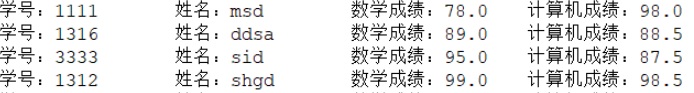 学号：1111 姓名：msd 数学成绩：78.0 计算机成绩：98.0
学号：1316 姓名：ddsa 数学成绩：89.0 计算机成绩：88.5
学号：3333 姓名：sid 数学成绩：95.0 计算机成绩：87.5
学号：1312 姓名：shgd 数学成绩：99.0 计算机成绩：98.5